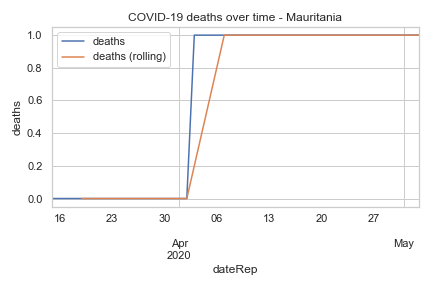 COVID-19 deaths over time - Mauritania
deaths
deaths (rolling)
1.0
0.8
0.6
0.4
0.2
0.0
deaths
16 23 30 06 13 20 27
Apr May
2020
dateRep